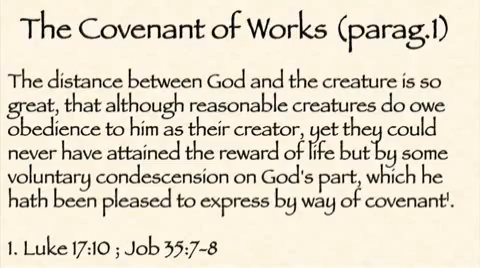 The Covenant of Works (parag.1)
The distance between God and the creature is so
great, that although reasonable creatures do owe
obedience to him as their creator, yet they could
never have attained the reward of life but by some
voluntary condescension on God's part, which he
hath been pleased to express by way of covenant¹.
1. Luke 17:10 ; Job 35:7-8